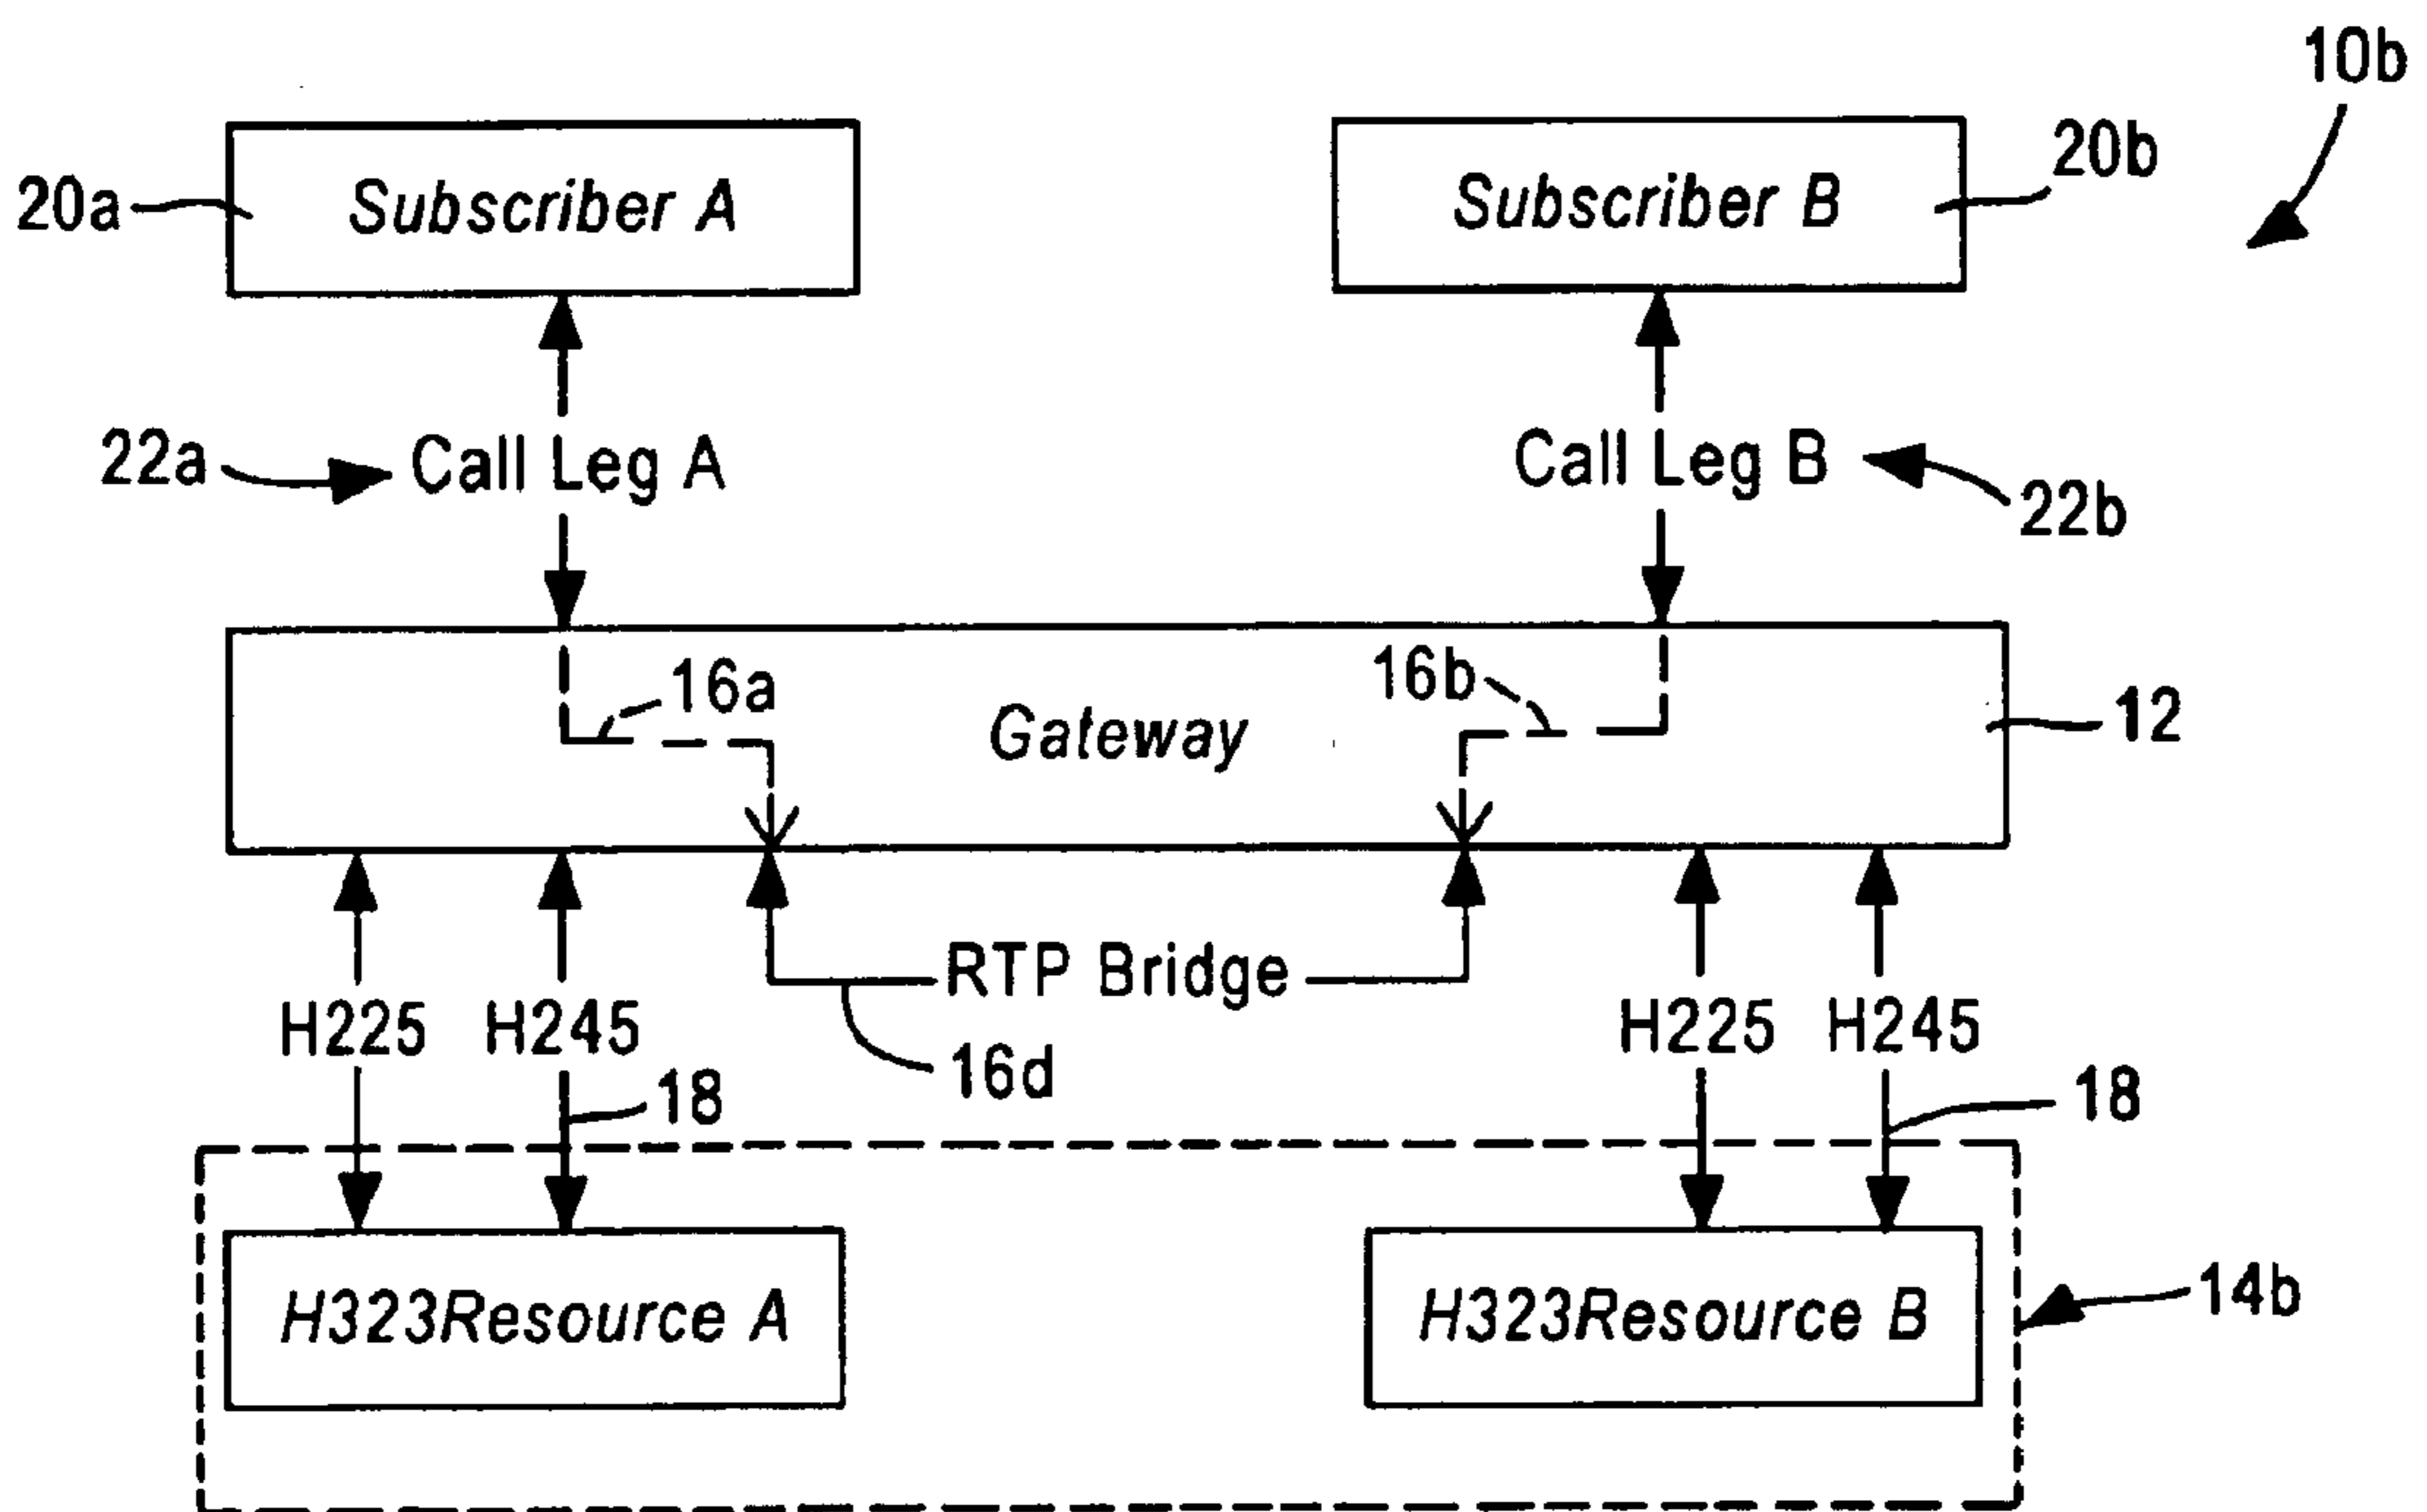 10b
20a
Subscriber A
Subscriber B
20b
22a
Call Leg A
Call Leg B
22b
16a
16b
Gateway
12
RTP Bridge
H225
H245
H225
H245
16d
18
18
H323Resource A
H323Resource B
14b